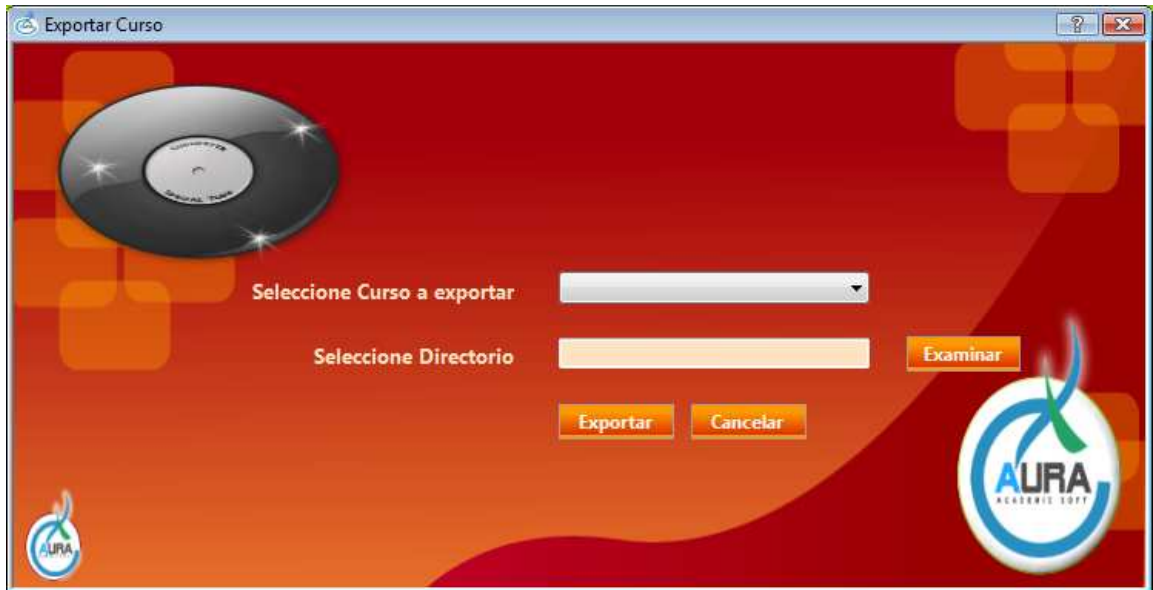 Exportar Curso
Seleccione Curso a exportar
Seleccione Directorio
Examinar
Exportar
Cancelar
AURA
ACADEMIC SOFT
AURA